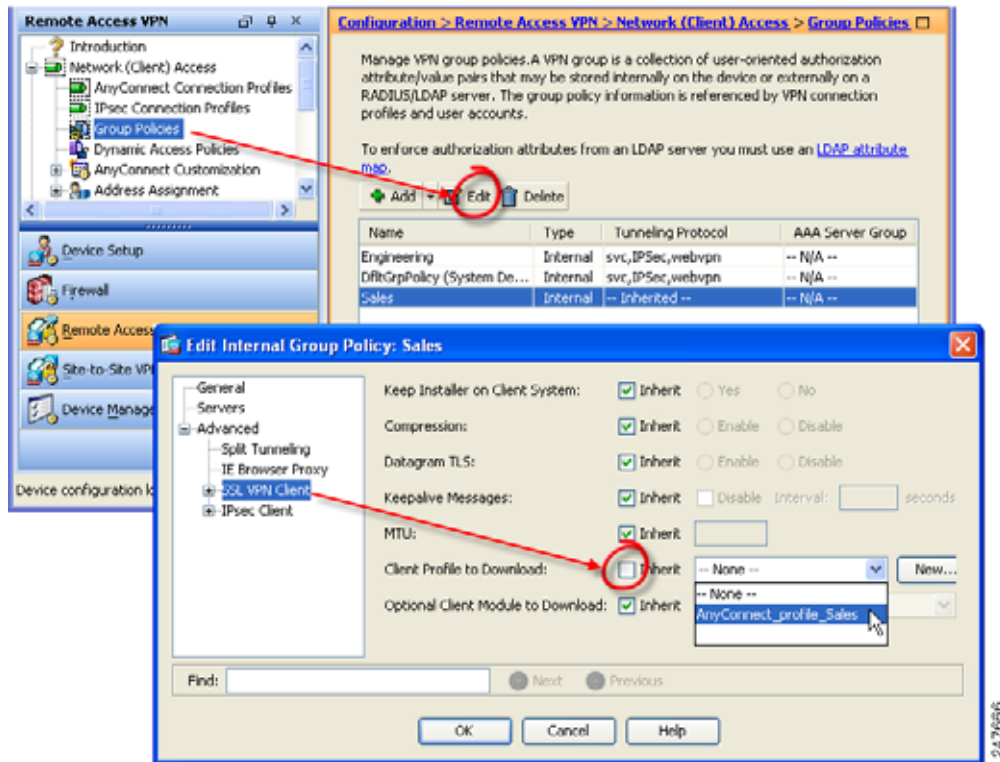 Remote Access VPN
Introduction
Network (Client) Access
AnyConnect Connection Profiles
IPsec Connection Profiles
Group Policies
Dynamic Access Policies
AnyConnect Customization
Address Assignment
Device Setup
Firewall
Remote Access
Site-to-Site VP
Device Manage
Device configuration lo
Configuration > Remote Access VPN > Network (Client) Access > Group Policies
Manage VPN group policies.A VPN group is a collection of user-oriented authorization
attribute/value pairs that may be stored internally on the device or externally on a
RADIUS/LDAP server. The group policy information is referenced by VPN connection
profiles and user accounts.
To enforce authorization attributes from an LDAP server you must use an LDAP attribute
map.
Add Edit Delete
Name Type Tunneling Protocol AAA Server Group
Engineering Internal svc,IPSec,webvpn -- N/A --
DfltGrpPolicy (System De... Internal svc,IPSec,webvpn -- N/A --
Sales Internal -- Inherited -- -- N/A --
Edit Internal Group Policy: Sales
General
Servers
Advanced
Split Tunneling
IE Browser Proxy
SSL VPN Client
IPsec Client
Keep Installer on Client System: Inherit Yes No
Compression: Inherit Enable Disable
Datagram TLS: Inherit Enable Disable
Keepalive Messages: Inherit Disable Interval: seconds
MTU: Inherit
Client Profile to Download: Inherit -- None -- New...
-- None --
Optional Client Module to Download: Inherit AnyConnect_profile_Sales
Find: Next Previous
OK Cancel Help
247666